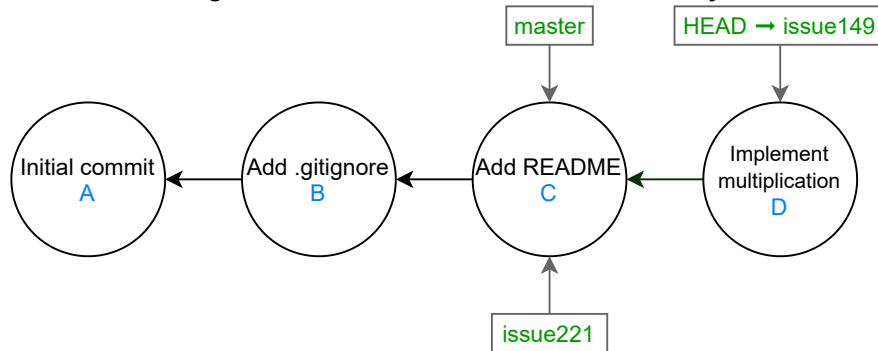 master
HEAD → issue149
Initial commit
A
Add .gitignore
B
Add README
C
Implement
multiplication
D
issue221